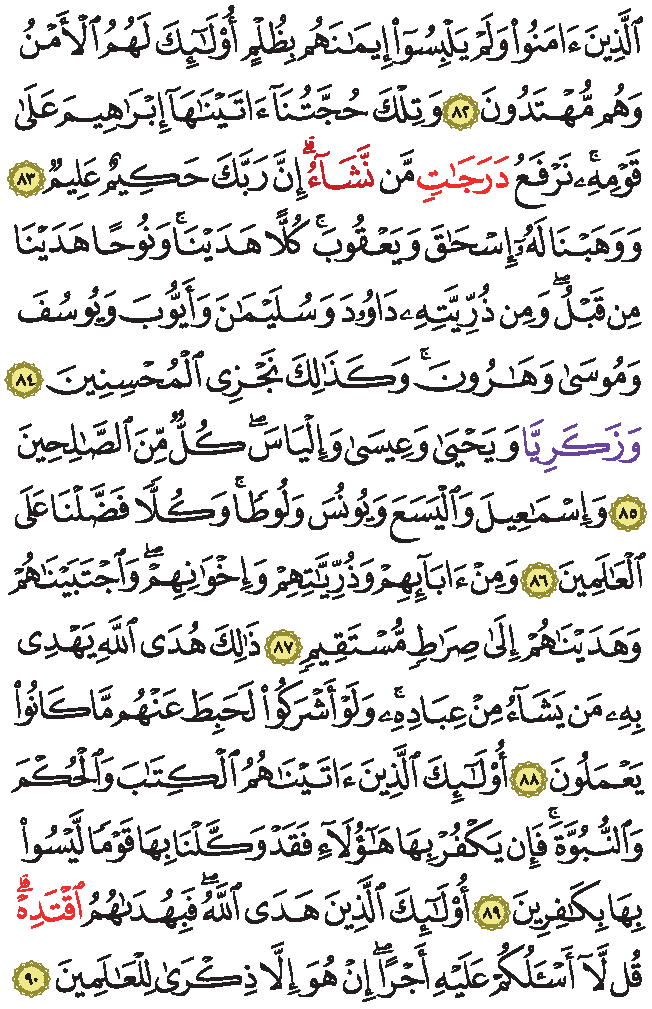 ٱلَّذِينَ ءَامَنُوا۟ وَلَمْ يَلْبِسُوٓا۟ إِيمَـٰنَهُم بِظُلْمٍ أُو۟لَـٰٓئِكَ لَهُمُ ٱلْأَمْنُ
وَهُم مُّهْتَدُونَ ٨٢ وَتِلْكَ حُجَّتُنَآ ءَاتَيْنَـٰهَآ إِبْرَٰهِيمَ عَلَىٰ
قَوْمِهِۦۚ نَرْفَعُ دَرَجَـٰتِ مَّن نَّشَآءُۗ إِنَّ رَبَّكَ حَكِيمٌ عَلِيمٌ ٨٣
وَوَهَبْنَا لَهُۥٓ إِسْحَـٰقَ وَيَعْقُوبَۚ كُلًّا هَدَيْنَاۚ وَنُوحًا هَدَيْنَا
مِن قَبْلُۖ وَمِن ذُرِّيَّتِهِۦ دَاوُۥدَ وَسُلَيْمَـٰنَ وَأَيُّوبَ وَيُوسُفَ
وَمُوسَىٰ وَهَـٰرُونَۚ وَكَذَٰلِكَ نَجْزِى ٱلْمُحْسِنِينَ ٨٤
وَزَكَرِيَّا وَيَحْيَىٰ وَعِيسَىٰ وَإِلْيَاسَۖ كُلٌّ مِّنَ ٱلصَّـٰلِحِينَ
٨٥ وَإِسْمَـٰعِيلَ وَٱلْيَسَعَ وَيُونُسَ وَلُوطًاۚ وَكُلًّا فَضَّلْنَا عَلَى
ٱلْعَـٰلَمِينَ ٨٦ وَمِنْ ءَابَآئِهِمْ وَذُرِّيَّـٰتِهِمْ وَإِخْوَٰنِهِمْۖ وَٱجْتَبَيْنَـٰهُمْ
وَهَدَيْنَـٰهُمْ إِلَىٰ صِرَٰطٍ مُّسْتَقِيمٍ ٨٧ ذَٰلِكَ هُدَى ٱللَّهِ يَهْدِى
بِهِۦ مَن يَشَآءُ مِنْ عِبَادِهِۦۚ وَلَوْ أَشْرَكُوا۟ لَحَبِطَ عَنْهُم مَّا كَانُوا۟
يَعْمَلُونَ ٨٨ أُو۟لَـٰٓئِكَ ٱلَّذِينَ ءَاتَيْنَـٰهُمُ ٱلْكِتَـٰبَ وَٱلْحُكْمَ
وَٱلنُّبُوَّةَۚ فَإِن يَكْفُرْ بِهَا هَـٰٓؤُلَآءِ فَقَدْ وَكَّلْنَا بِهَا قَوْمًا لَّيْسُوا۟
بِهَا بِكَـٰفِرِينَ ٨٩ أُو۟لَـٰٓئِكَ ٱلَّذِينَ هَدَى ٱللَّهُۖ فَبِهُدَىٰهُمُ ٱقْتَدِهْۗ
قُل لَّآ أَسْـَٔلُكُمْ عَلَيْهِ أَجْرًاۖ إِنْ هُوَ إِلَّا ذِكْرَىٰ لِلْعَـٰلَمِينَ ٩٠